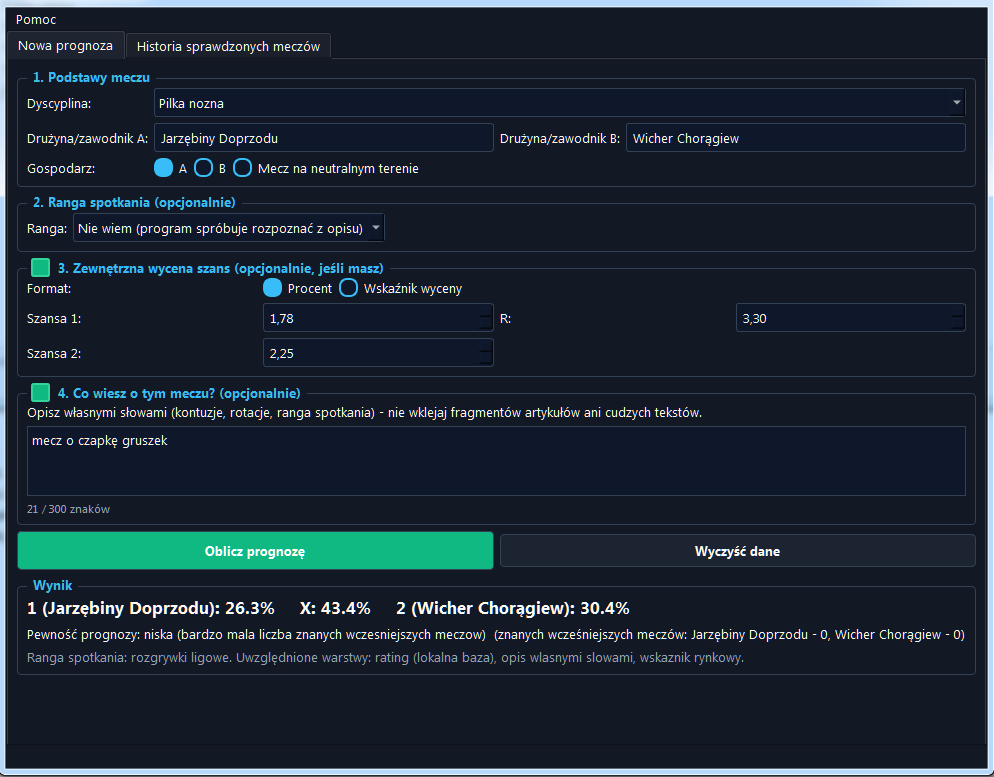 Pomoc
Nowa prognoza Historia sprawdzonych meczów
1. Podstawy meczu
Dyscyplina: Pilka nozna
Drużyna/zawodnik A: Jarzębiny Doprzodu Drużyna/zawodnik B: Wicher Chorągiew
Gospodarz: A B Mecz na neutralnym terenie
2. Ranga spotkania (opcjonalnie)
Ranga: Nie wiem (program spróbuje rozpoznać z opisu)
3. Zewnętrzna wycena szans (opcjonalnie, jeśli masz)
Format: Procent Wskaźnik wyceny
Szansa 1: 1,78 R: 3,30
Szansa 2: 2,25
4. Co wiesz o tym meczu? (opcjonalnie)
Opisz własnymi słowami (kontuzje, rotacje, ranga spotkania) - nie wklejaj fragmentów artykułów ani cudzych tekstów.
mecz o czapkę gruszek
21 / 300 znaków
Oblicz prognozę Wyczyść dane
Wynik
1 (Jarzębiny Doprzodu): 26.3% X: 43.4% 2 (Wicher Chorągiew): 30.4%
Pewność prognozy: niska (bardzo mala liczba znanych wczesniejszych meczow) (znanych wcześniejszych meczów: Jarzębiny Doprzodu - 0, Wicher Chorągiew - 0)
Ranga spotkania: rozgrywki ligowe. Uwzględnione warstwy: rating (lokalna baza), opis wlasnymi slowami, wskaznik rynkowy.